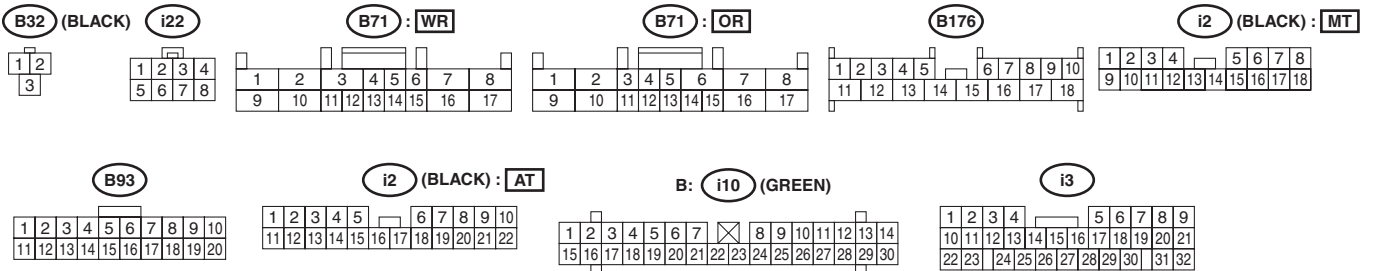 B32 (BLACK) i22 B71 : WR B71 : OR B176 i2 (BLACK) : MT
1 2
3
1 2 3 4
5 6 7 8
1 2 3 4 5 6 7 8
9 10 11 12 13 14 15 16 17
1 2 3 4 5 6 7 8
9 10 11 12 13 14 15 16 17
1 2 3 4 5 6 7 8 9 10
11 12 13 14 15 16 17 18
1 2 3 4 5 6 7 8
9 10 11 12 13 14 15 16 17 18
B93 i2 (BLACK) : AT B: i10 (GREEN) i3
1 2 3 4 5 6 7 8 9 10
11 12 13 14 15 16 17 18 19 20
1 2 3 4 5 6 7 8 9 10
11 12 13 14 15 16 17 18 19 20 21 22
1 2 3 4 5 6 7 8 9 10 11 12 13 14
15 16 17 18 19 20 21 22 23 24 25 26 27 28 29 30
1 2 3 4 5 6 7 8 9
10 11 12 13 14 15 16 17 18 19 20 21
22 23 24 25 26 27 28 29 30 31 32